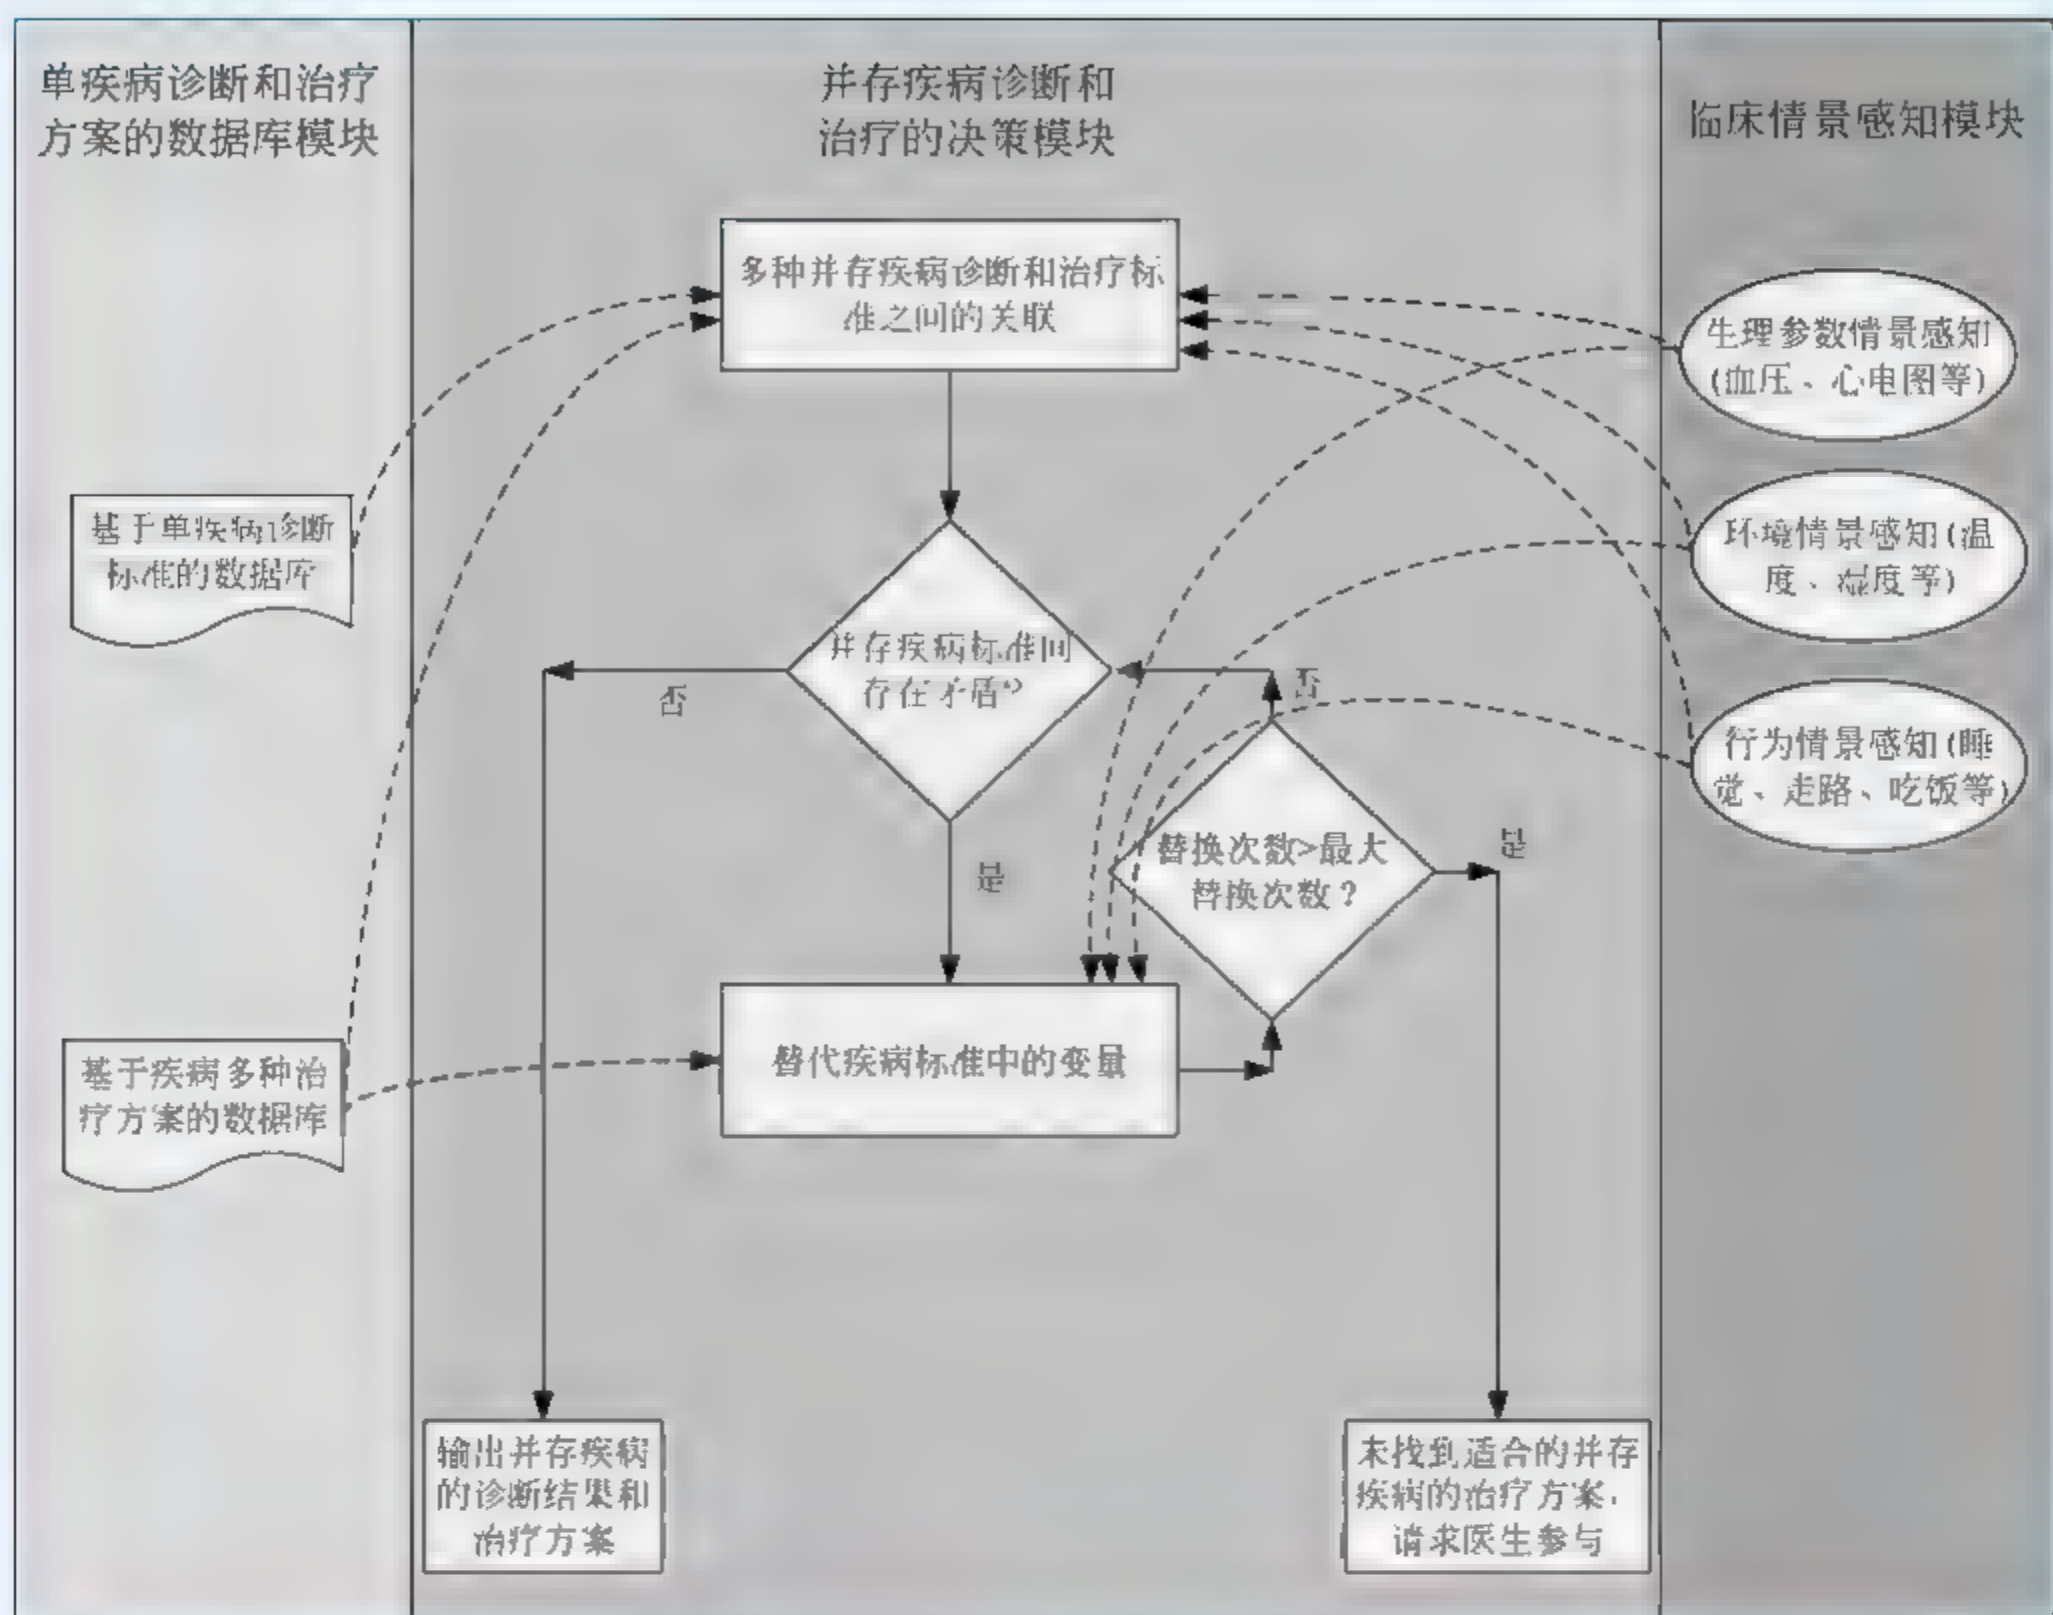 单疾病诊断和治疗
方案的数据库模块
并存疾病诊断和
治疗的决策模块
临床情景感知模块
多种并存疾病诊断和治疗标
准之间的关联
生理参数情景感知
(血压、心电图等)
基于单疾病诊断
标准的数据库
环境情景感知(温
度、湿度等)
并存疾病标准间
存在矛盾?
否
否
行为情景感知(睡
觉、走路、吃饭等)
替换次数>最大
替换次数?
是
是
基于疾病多种治
疗方案的数据库
替代疾病标准中的变量
输出并存疾病
的诊断结果和
治疗方案
未找到适合的并存
疾病的治疗方案,
请求医生参与